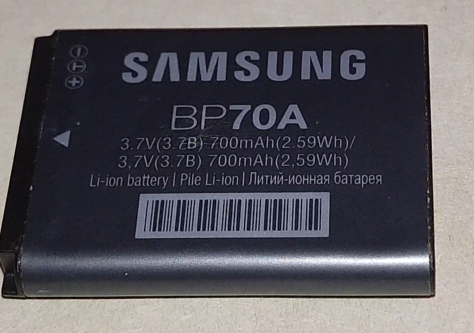 SAMSUNG
BP70A
3.7V(3.7B) 700mAh(2.59Wh)/
3,7V(3.7B) 700mAh(2.59Wh)
Li-ion battery | Pile Li-ion | Литий-ионная батарея